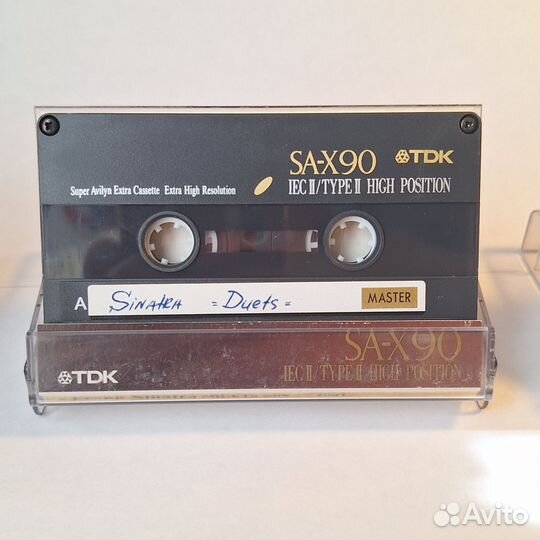 SA-X90 TDK
Super Avilyn Extra Cassette Extra High Resolution IEC II/TYPE II HIGH POSITION
A Sinatra = Duets = MASTER
SA-X90
TDK IEC II/TYPE II HIGH POSITION
Avito